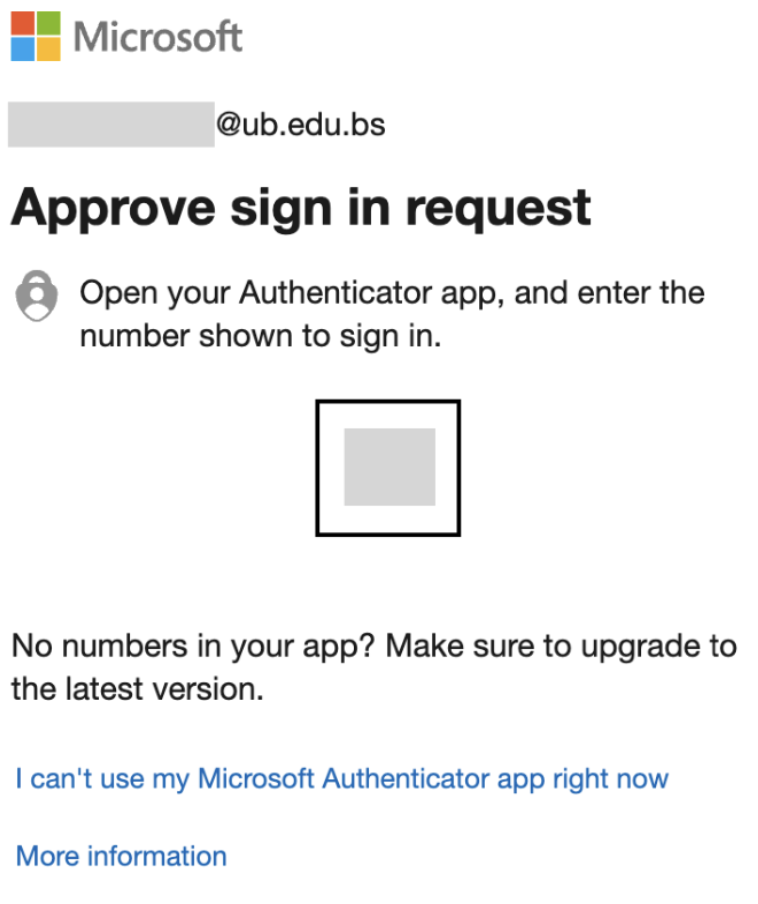 Microsoft
@ub.edu.bs
Approve sign in request
Open your Authenticator app, and enter the
number shown to sign in.
No numbers in your app? Make sure to upgrade to
the latest version.
I can't use my Microsoft Authenticator app right now
More information